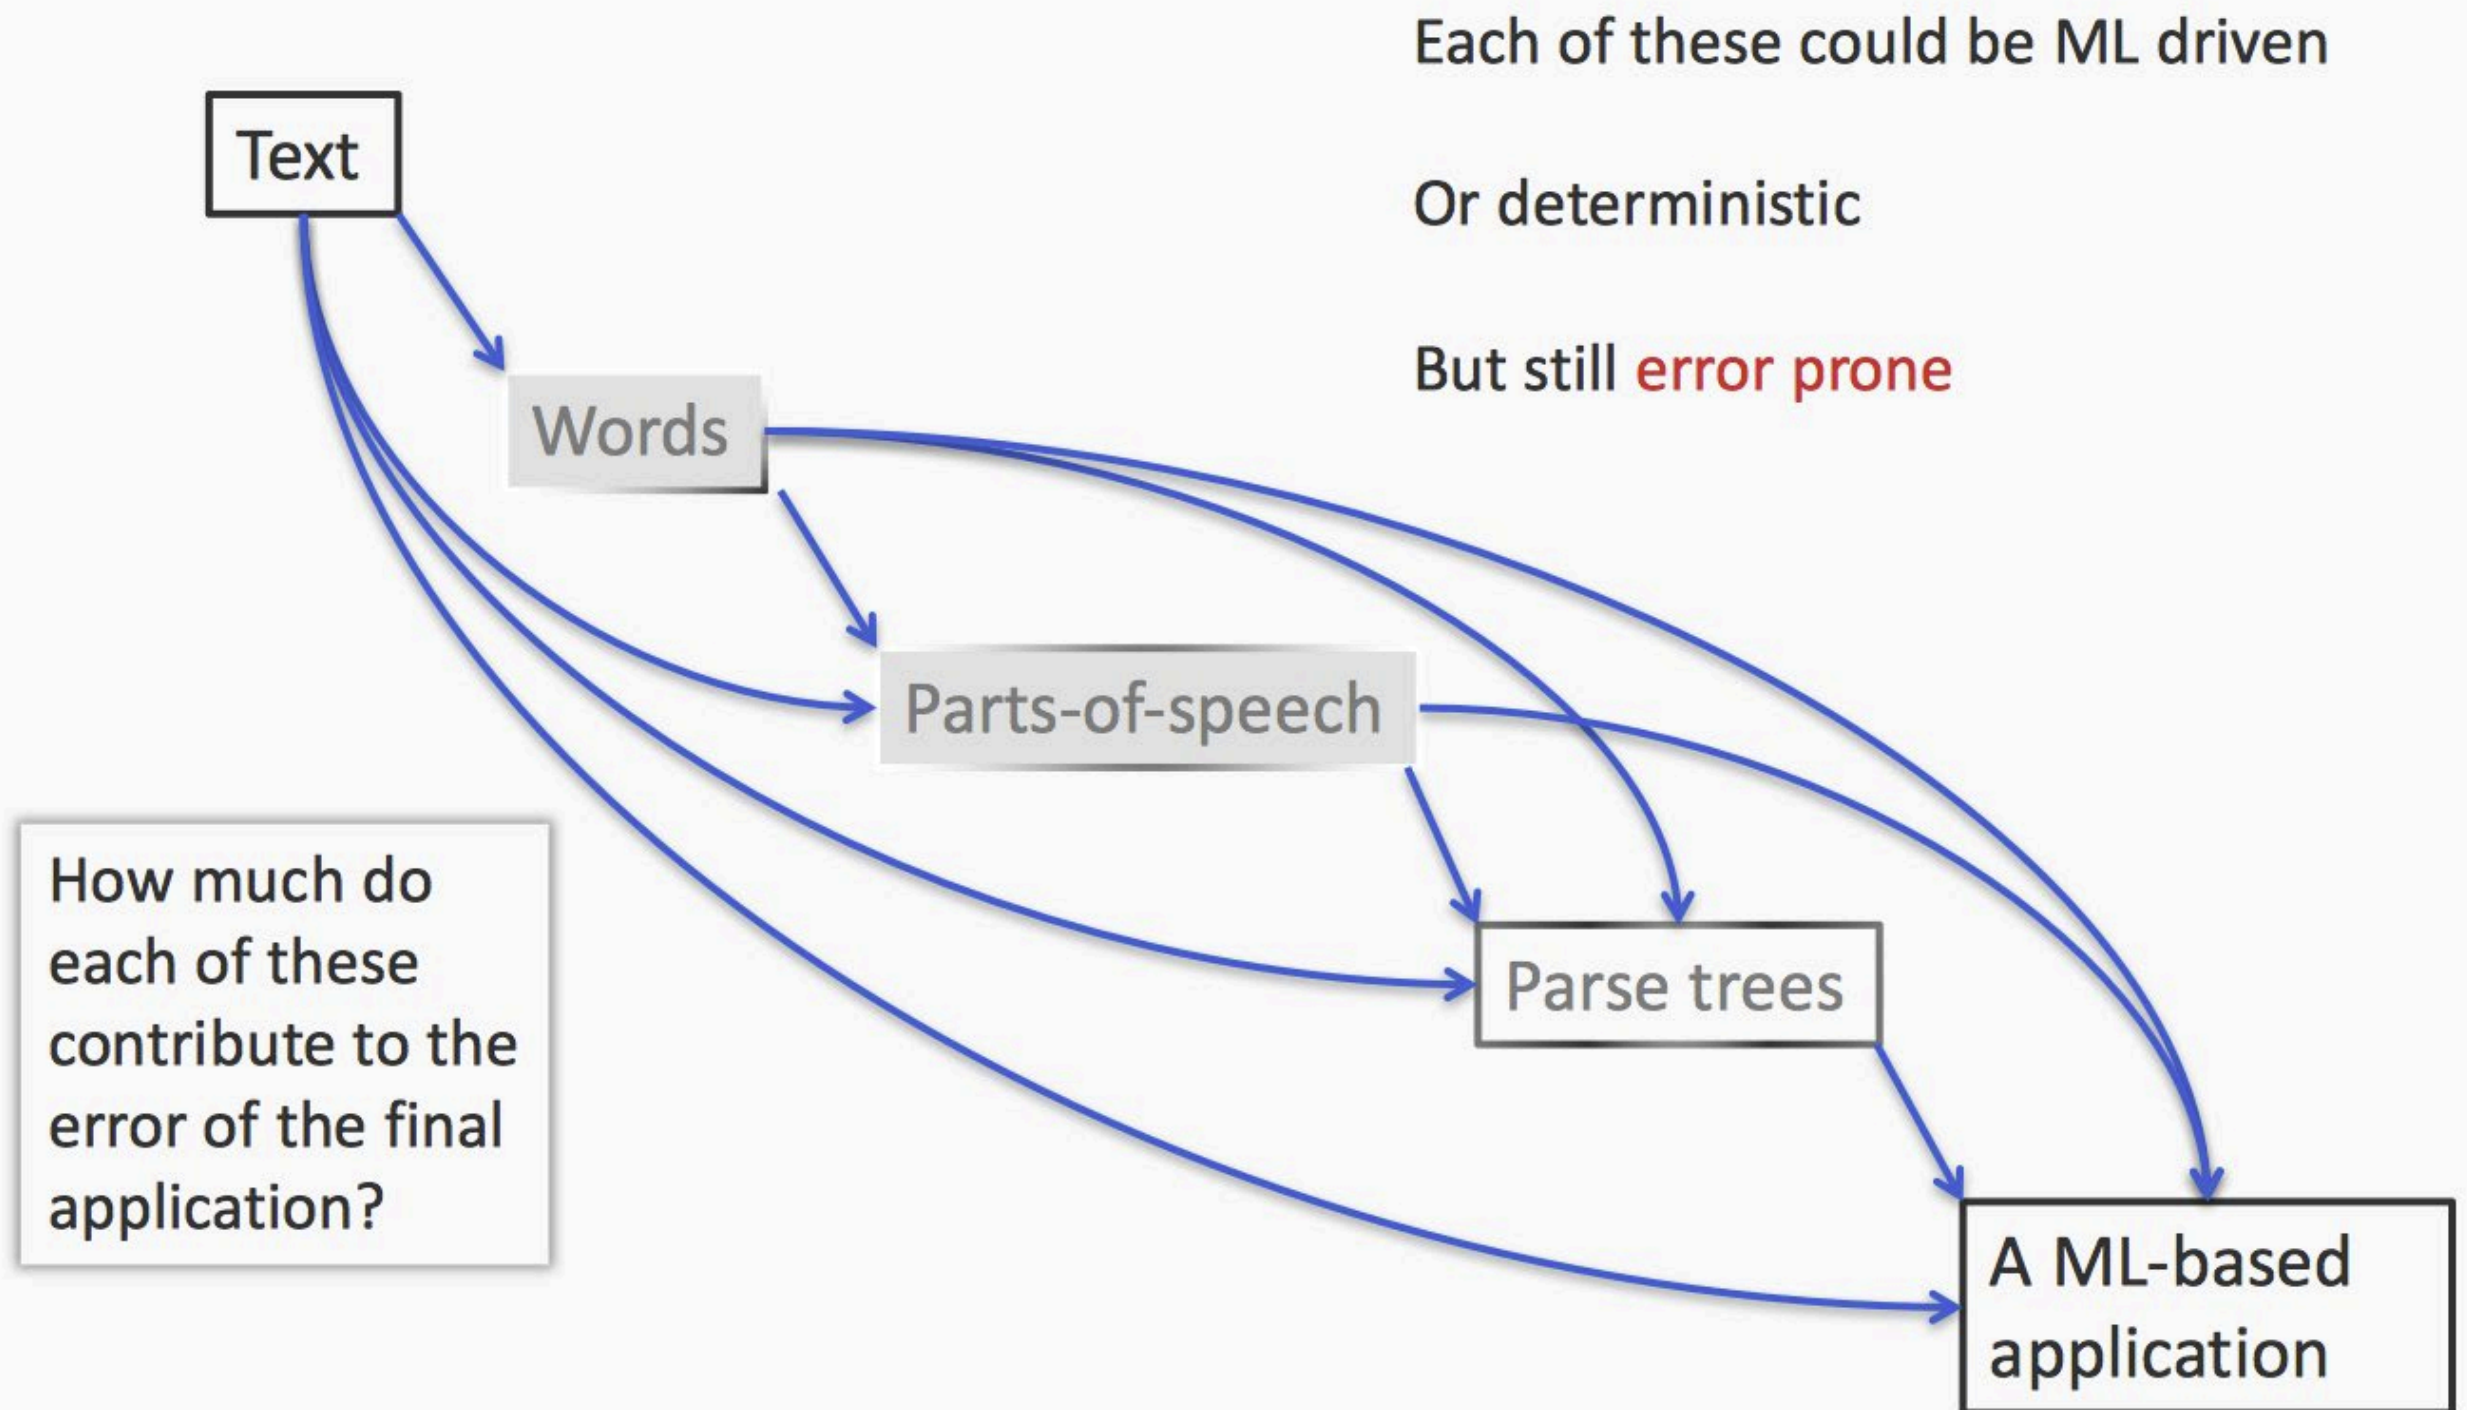 Each of these could be ML driven
Text
Or deterministic
But still error prone
Words
Parts-of-speech
How much do
each of these
contribute to the
error of the final
application?
Parse trees
A ML-based
application